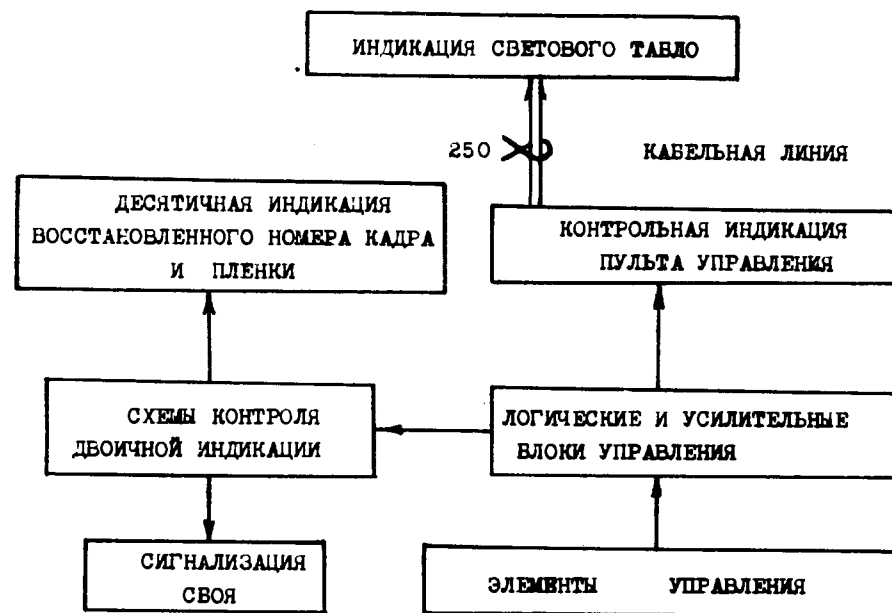 ИНДИКАЦИЯ СВЕТОВОГО ТАБЛО
250
КАБЕЛЬНАЯ ЛИНИЯ
ДЕСЯТИЧНАЯ ИНДИКАЦИЯ
ВОССТАНОВЛЕННОГО НОМЕРА КАДРА
И ПЛЕНКИ
КОНТРОЛЬНАЯ ИНДИКАЦИЯ
ПУЛЬТА УПРАВЛЕНИЯ
СХЕМЫ КОНТРОЛЯ
ДВОИЧНОЙ ИНДИКАЦИИ
ЛОГИЧЕСКИЕ И УСИЛИТЕЛЬНЫЕ
БЛОКИ УПРАВЛЕНИЯ
СИГНАЛИЗАЦИЯ
СБОЯ
ЭЛЕМЕНТЫ УПРАВЛЕНИЯ